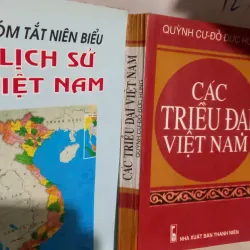 ÓM TẮT NIÊN BIỂU
LỊCH SỬ
IỆT NAM
CÁC TRIỀU ĐẠI VIỆT NAM
QUỲNH CƯ-ĐỖ ĐỨC H
CÁC
TRIỀU ĐẠI
VIỆT NAM
NHÀ XUẤT BẢN THANH NIÊN